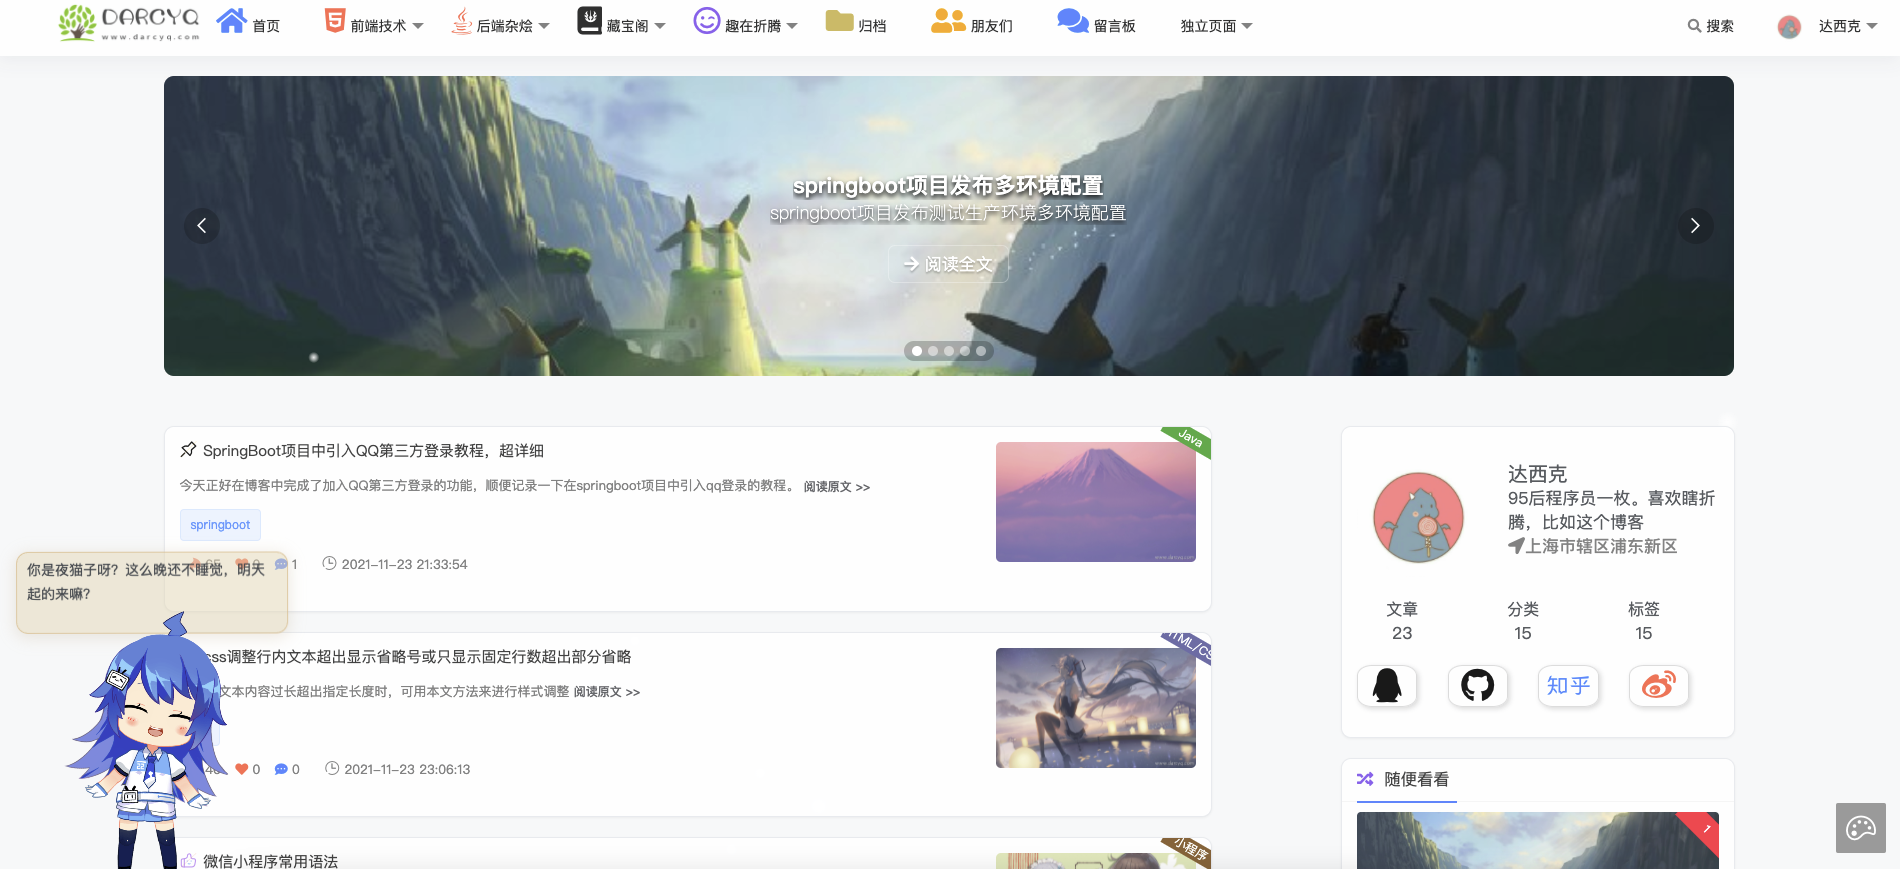 DARCYQ
www.darcyq.com
首页
前端技术
后端杂烩
藏宝阁
趣在折腾
归档
朋友们
留言板
独立页面
搜索
达西克
springboot项目发布多环境配置
springboot项目发布测试生产环境多环境配置
阅读全文
SpringBoot项目中引入QQ第三方登录教程，超详细
今天正好在博客中完成了加入QQ第三方登录的功能，顺便记录一下在springboot项目中引入qq登录的教程。 阅读原文 >>
springboot
1
2021-11-23 21:33:54
Java
www.darcyq.com
你是夜猫子呀？这么晚还不睡觉，明天
起的来嘛？
css调整行内文本超出显示省略号或只显示固定行数超出部分省略
文本内容过长超出指定长度时，可用本文方法来进行样式调整 阅读原文 >>
0
0
2021-11-23 23:06:13
HTML/CS
www.darcyq.com
微信小程序常用语法
小程序
达西克
95后程序员一枚。喜欢瞎折
腾，比如这个博客
上海市辖区浦东新区
文章
23
分类
15
标签
15
知乎
随便看看
1